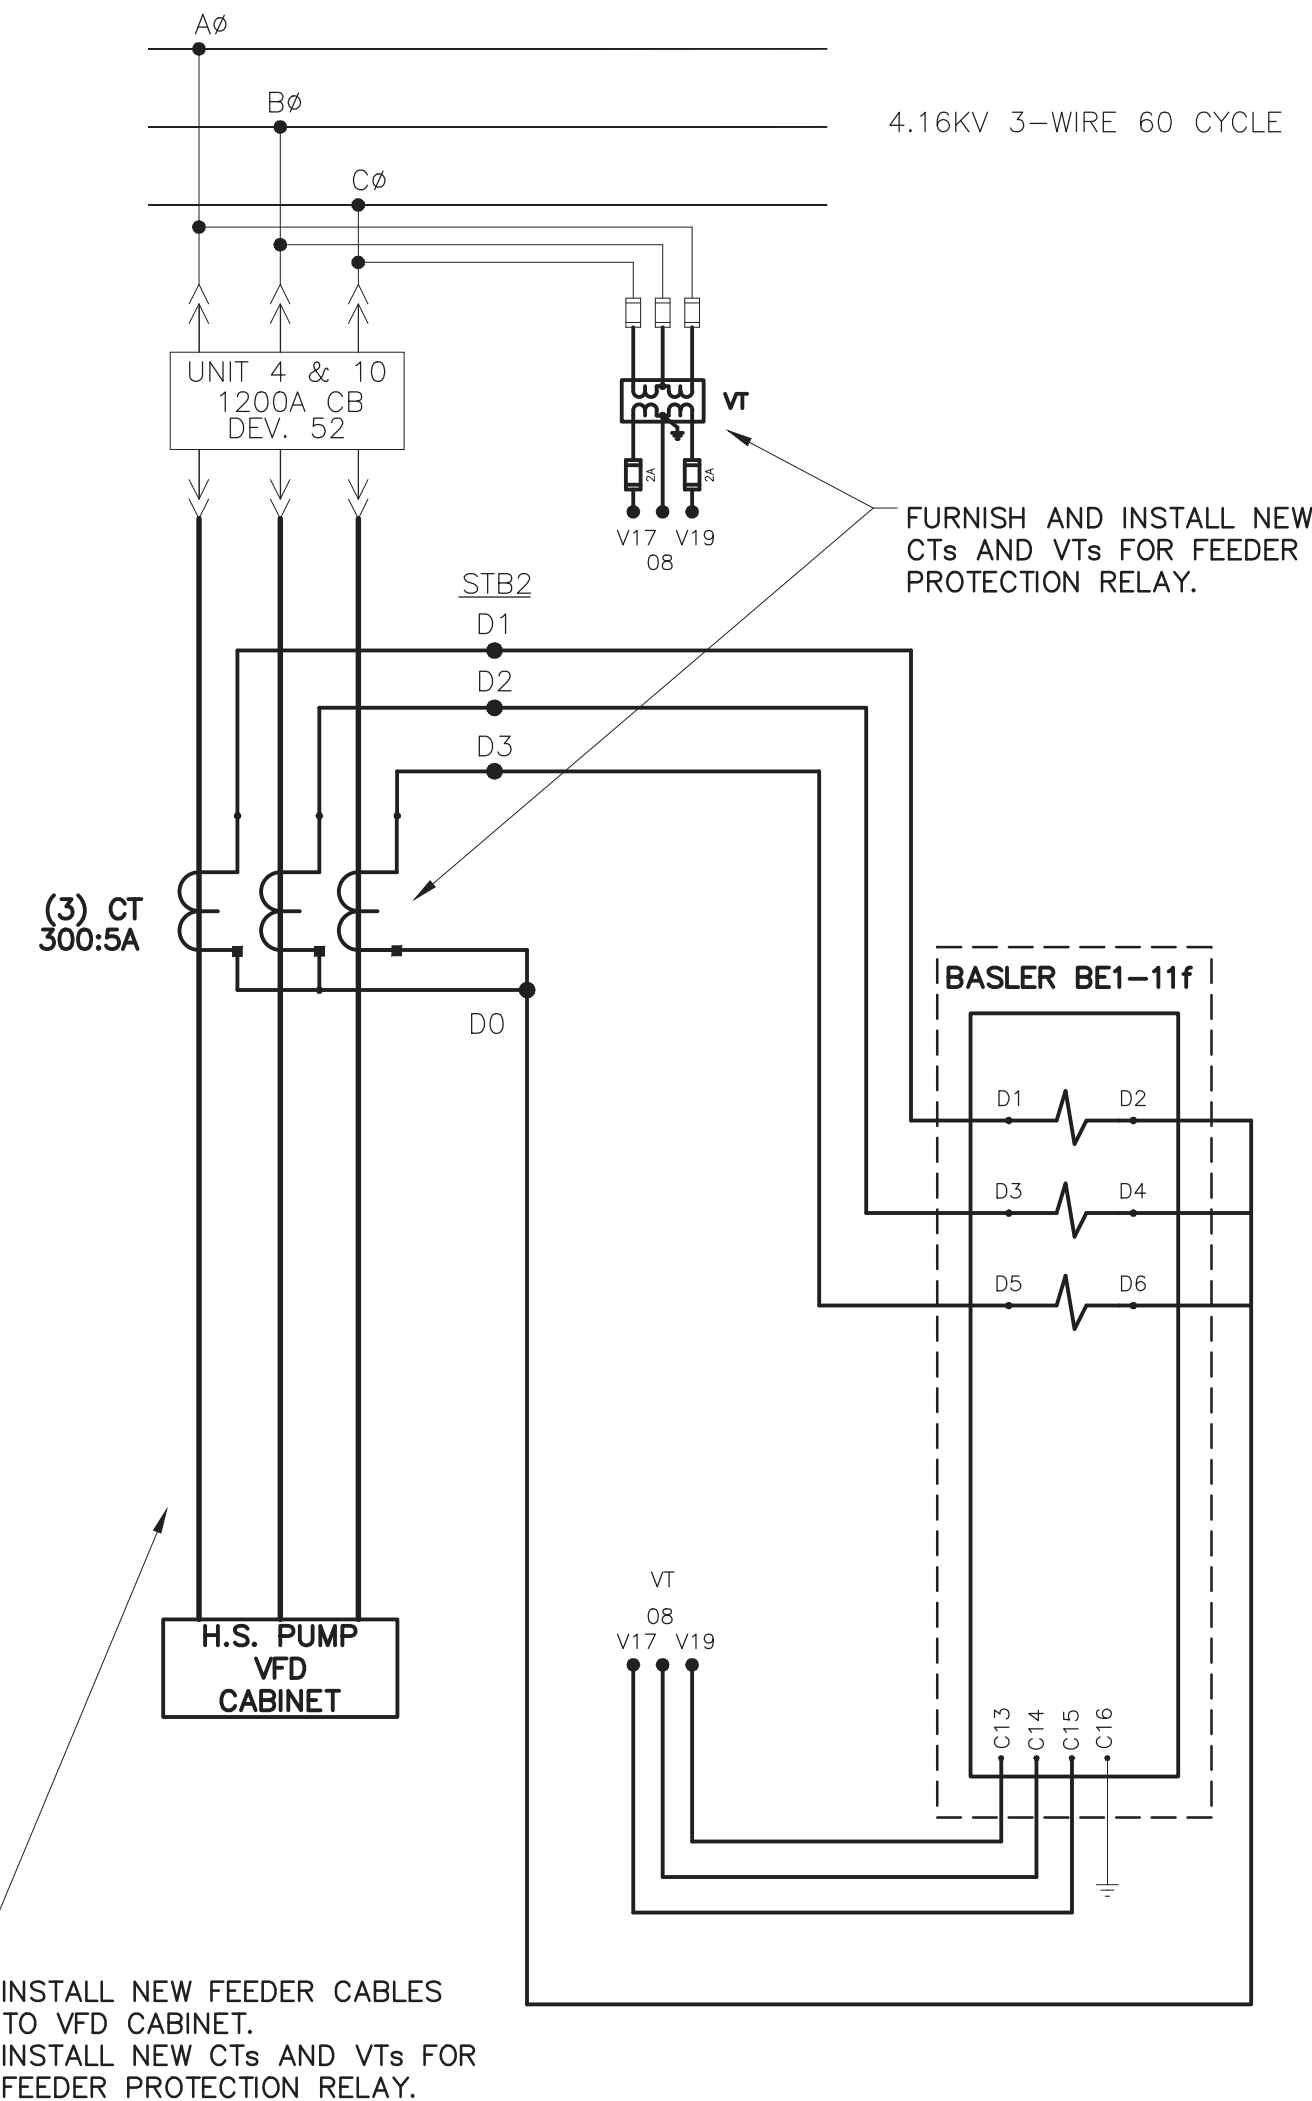 AØ
BØ
4.16KV 3-WIRE 60 CYCLE
CØ
UNIT 4 & 10
1200A CB
DEV. 52
VT
2A
2A
V17 V19
08
FURNISH AND INSTALL NEW
CTs AND VTs FOR FEEDER
PROTECTION RELAY.
STB2
D1
D2
D3
(3) CT
300:5A
D0
BASLER BE1-11f
D1 D2
D3 D4
D5 D6
H.S. PUMP
VFD
CABINET
VT
08
V17 V19
C13
C14
C15
C16
INSTALL NEW FEEDER CABLES
TO VFD CABINET.
INSTALL NEW CTs AND VTs FOR
FEEDER PROTECTION RELAY.